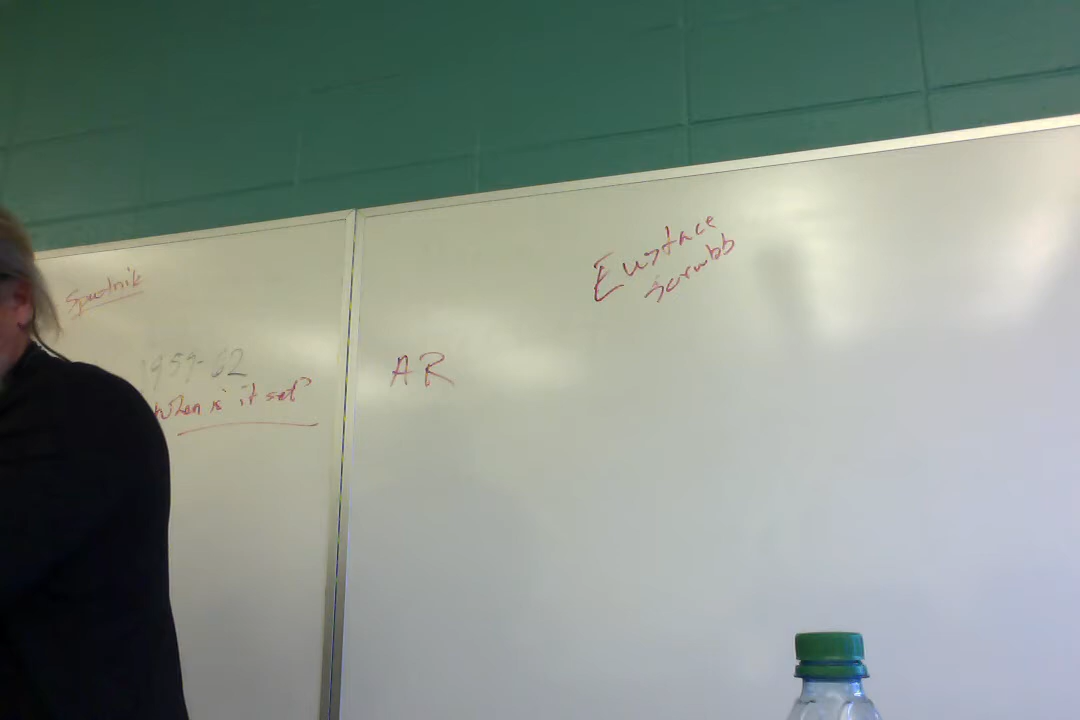 Sputnik
1959-62
When is it set?
AR
Eustace
Scrubb